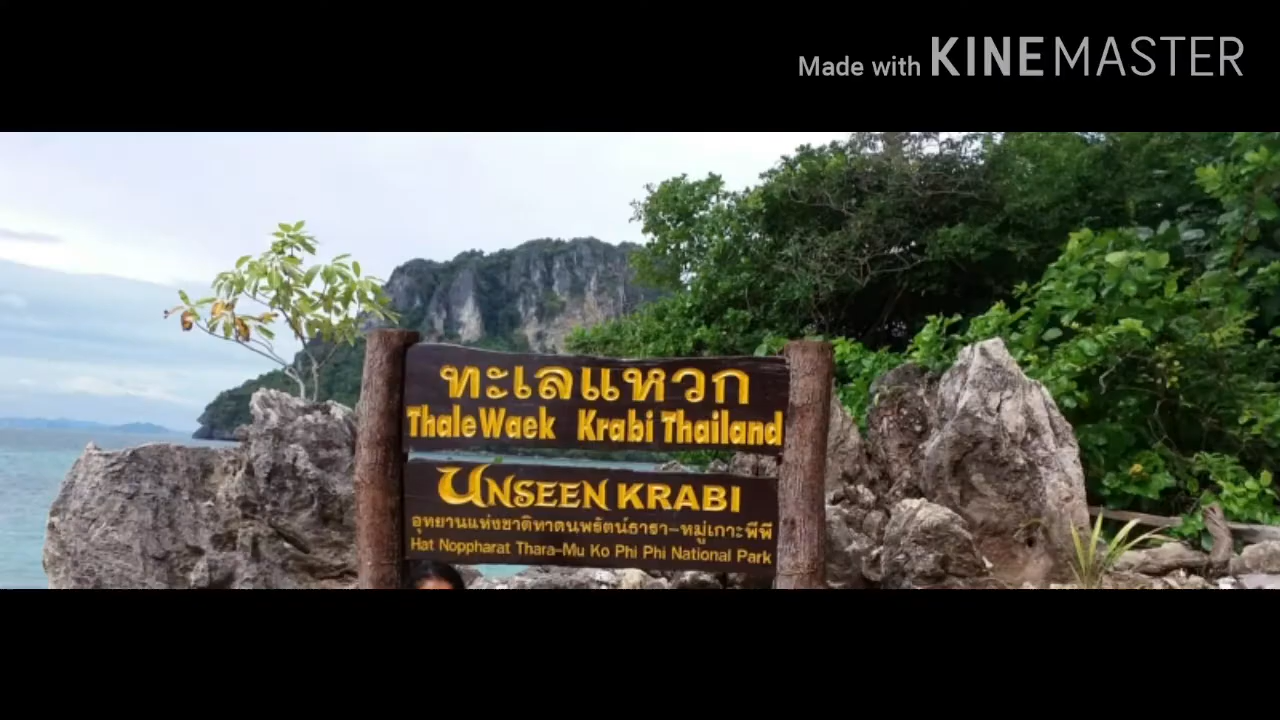 Made with KINEMASTER
ทะเลแหวก
Thale Waek Krabi Thailand
UNSEEN KRABI
อุทยานแห่งชาติหาดนพรัตน์ธารา-หมู่เกาะพีพี
Hat Noppharat Thara-Mu Ko Phi Phi National Park